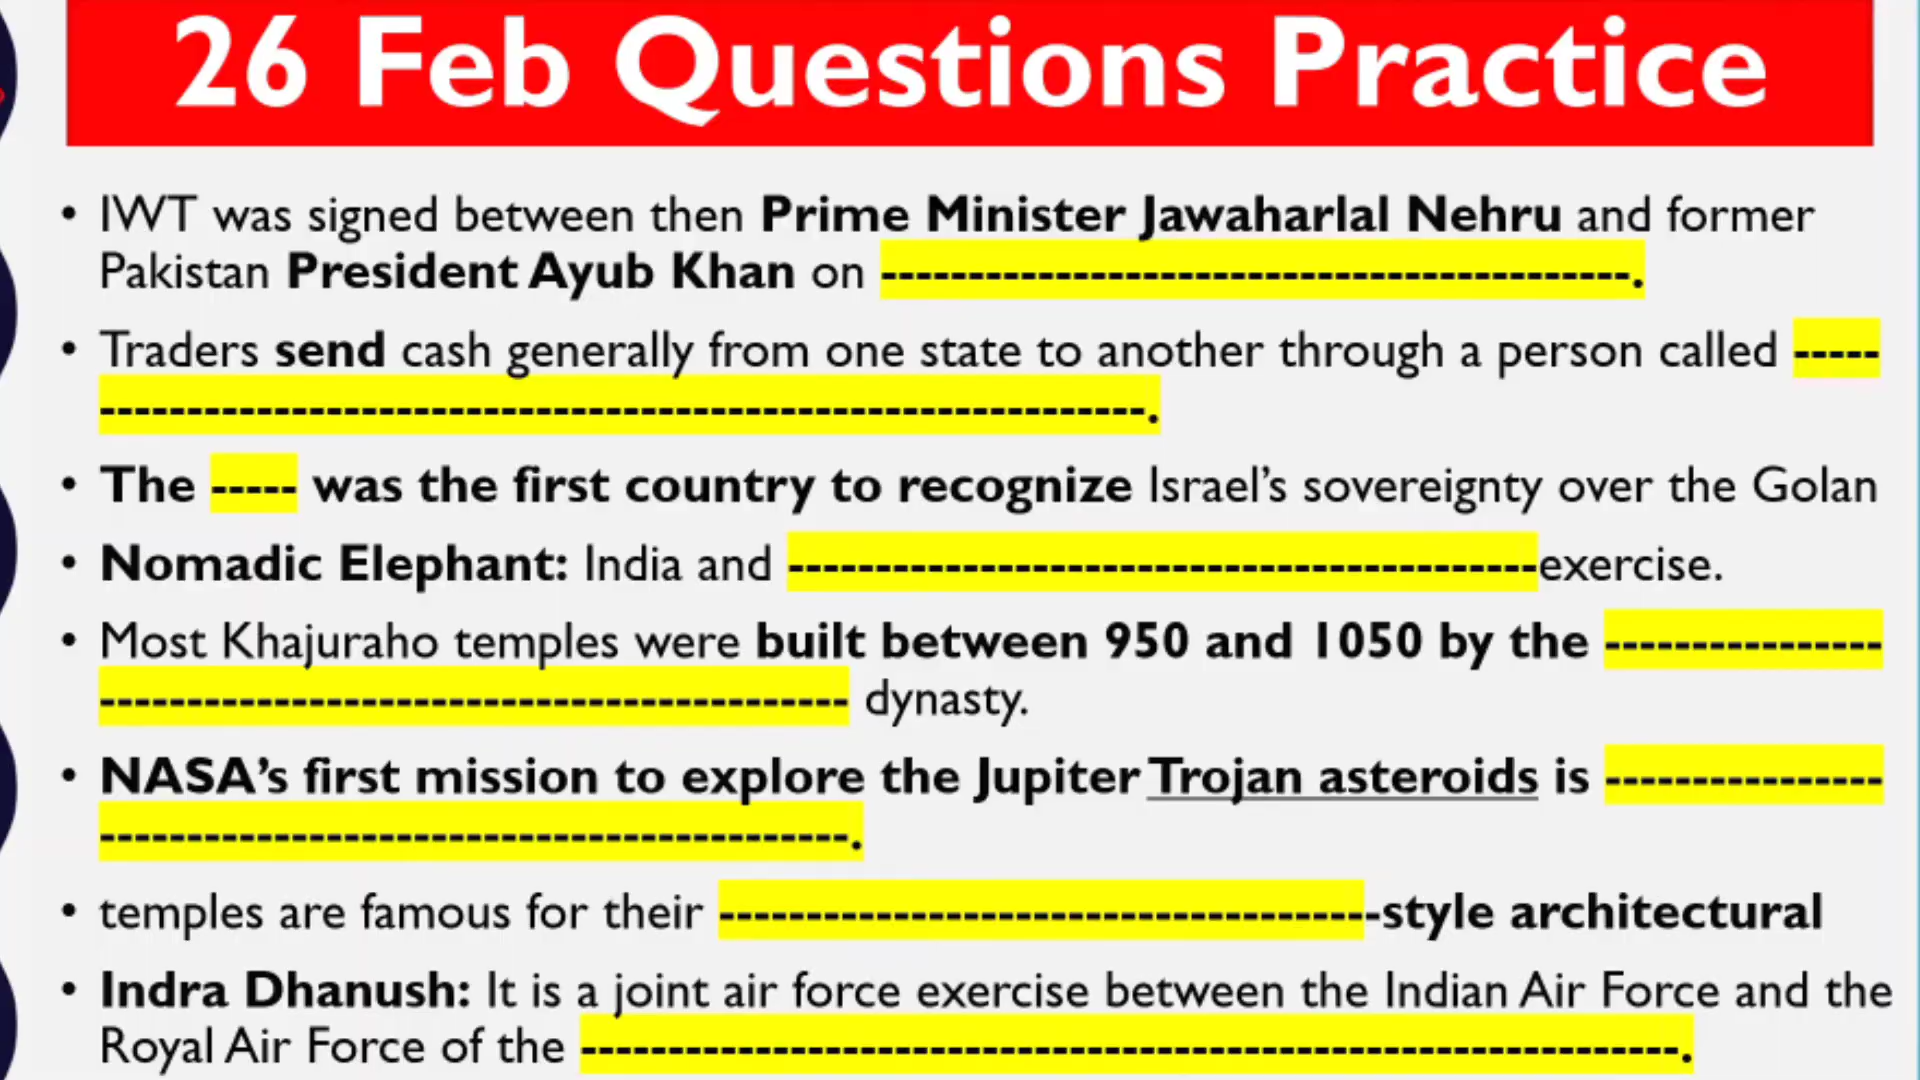 26 Feb Questions Practice
• IWT was signed between then Prime Minister Jawaharlal Nehru and former
Pakistan President Ayub Khan on -------------------------------------------.
• Traders send cash generally from one state to another through a person called -----
------------------------------------------------------------.
• The ----- was the first country to recognize Israel’s sovereignty over the Golan
• Nomadic Elephant: India and -------------------------------------------exercise.
• Most Khajuraho temples were built between 950 and 1050 by the ----------------
------------------------------------------- dynasty.
• NASA’s first mission to explore the Jupiter Trojan asteroids is ----------------
-------------------------------------------.
• temples are famous for their --------------------------------------style architectural
• Indra Dhanush: It is a joint air force exercise between the Indian Air Force and the
Royal Air Force of the ---------------------------------------------------------------.